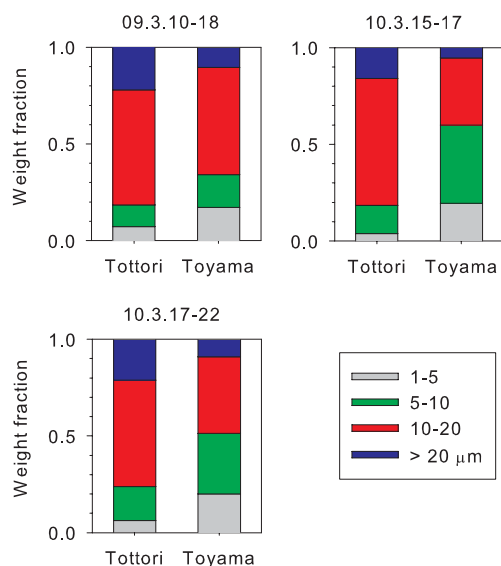 09.3.10-18
10.3.15-17
Weight fraction
1.0
0.5
0.0
Tottori Toyama
1.0
0.5
0.0
Tottori Toyama
10.3.17-22
Weight fraction
1.0
0.5
0.0
Tottori Toyama
1-5
5-10
10-20
> 20 μm